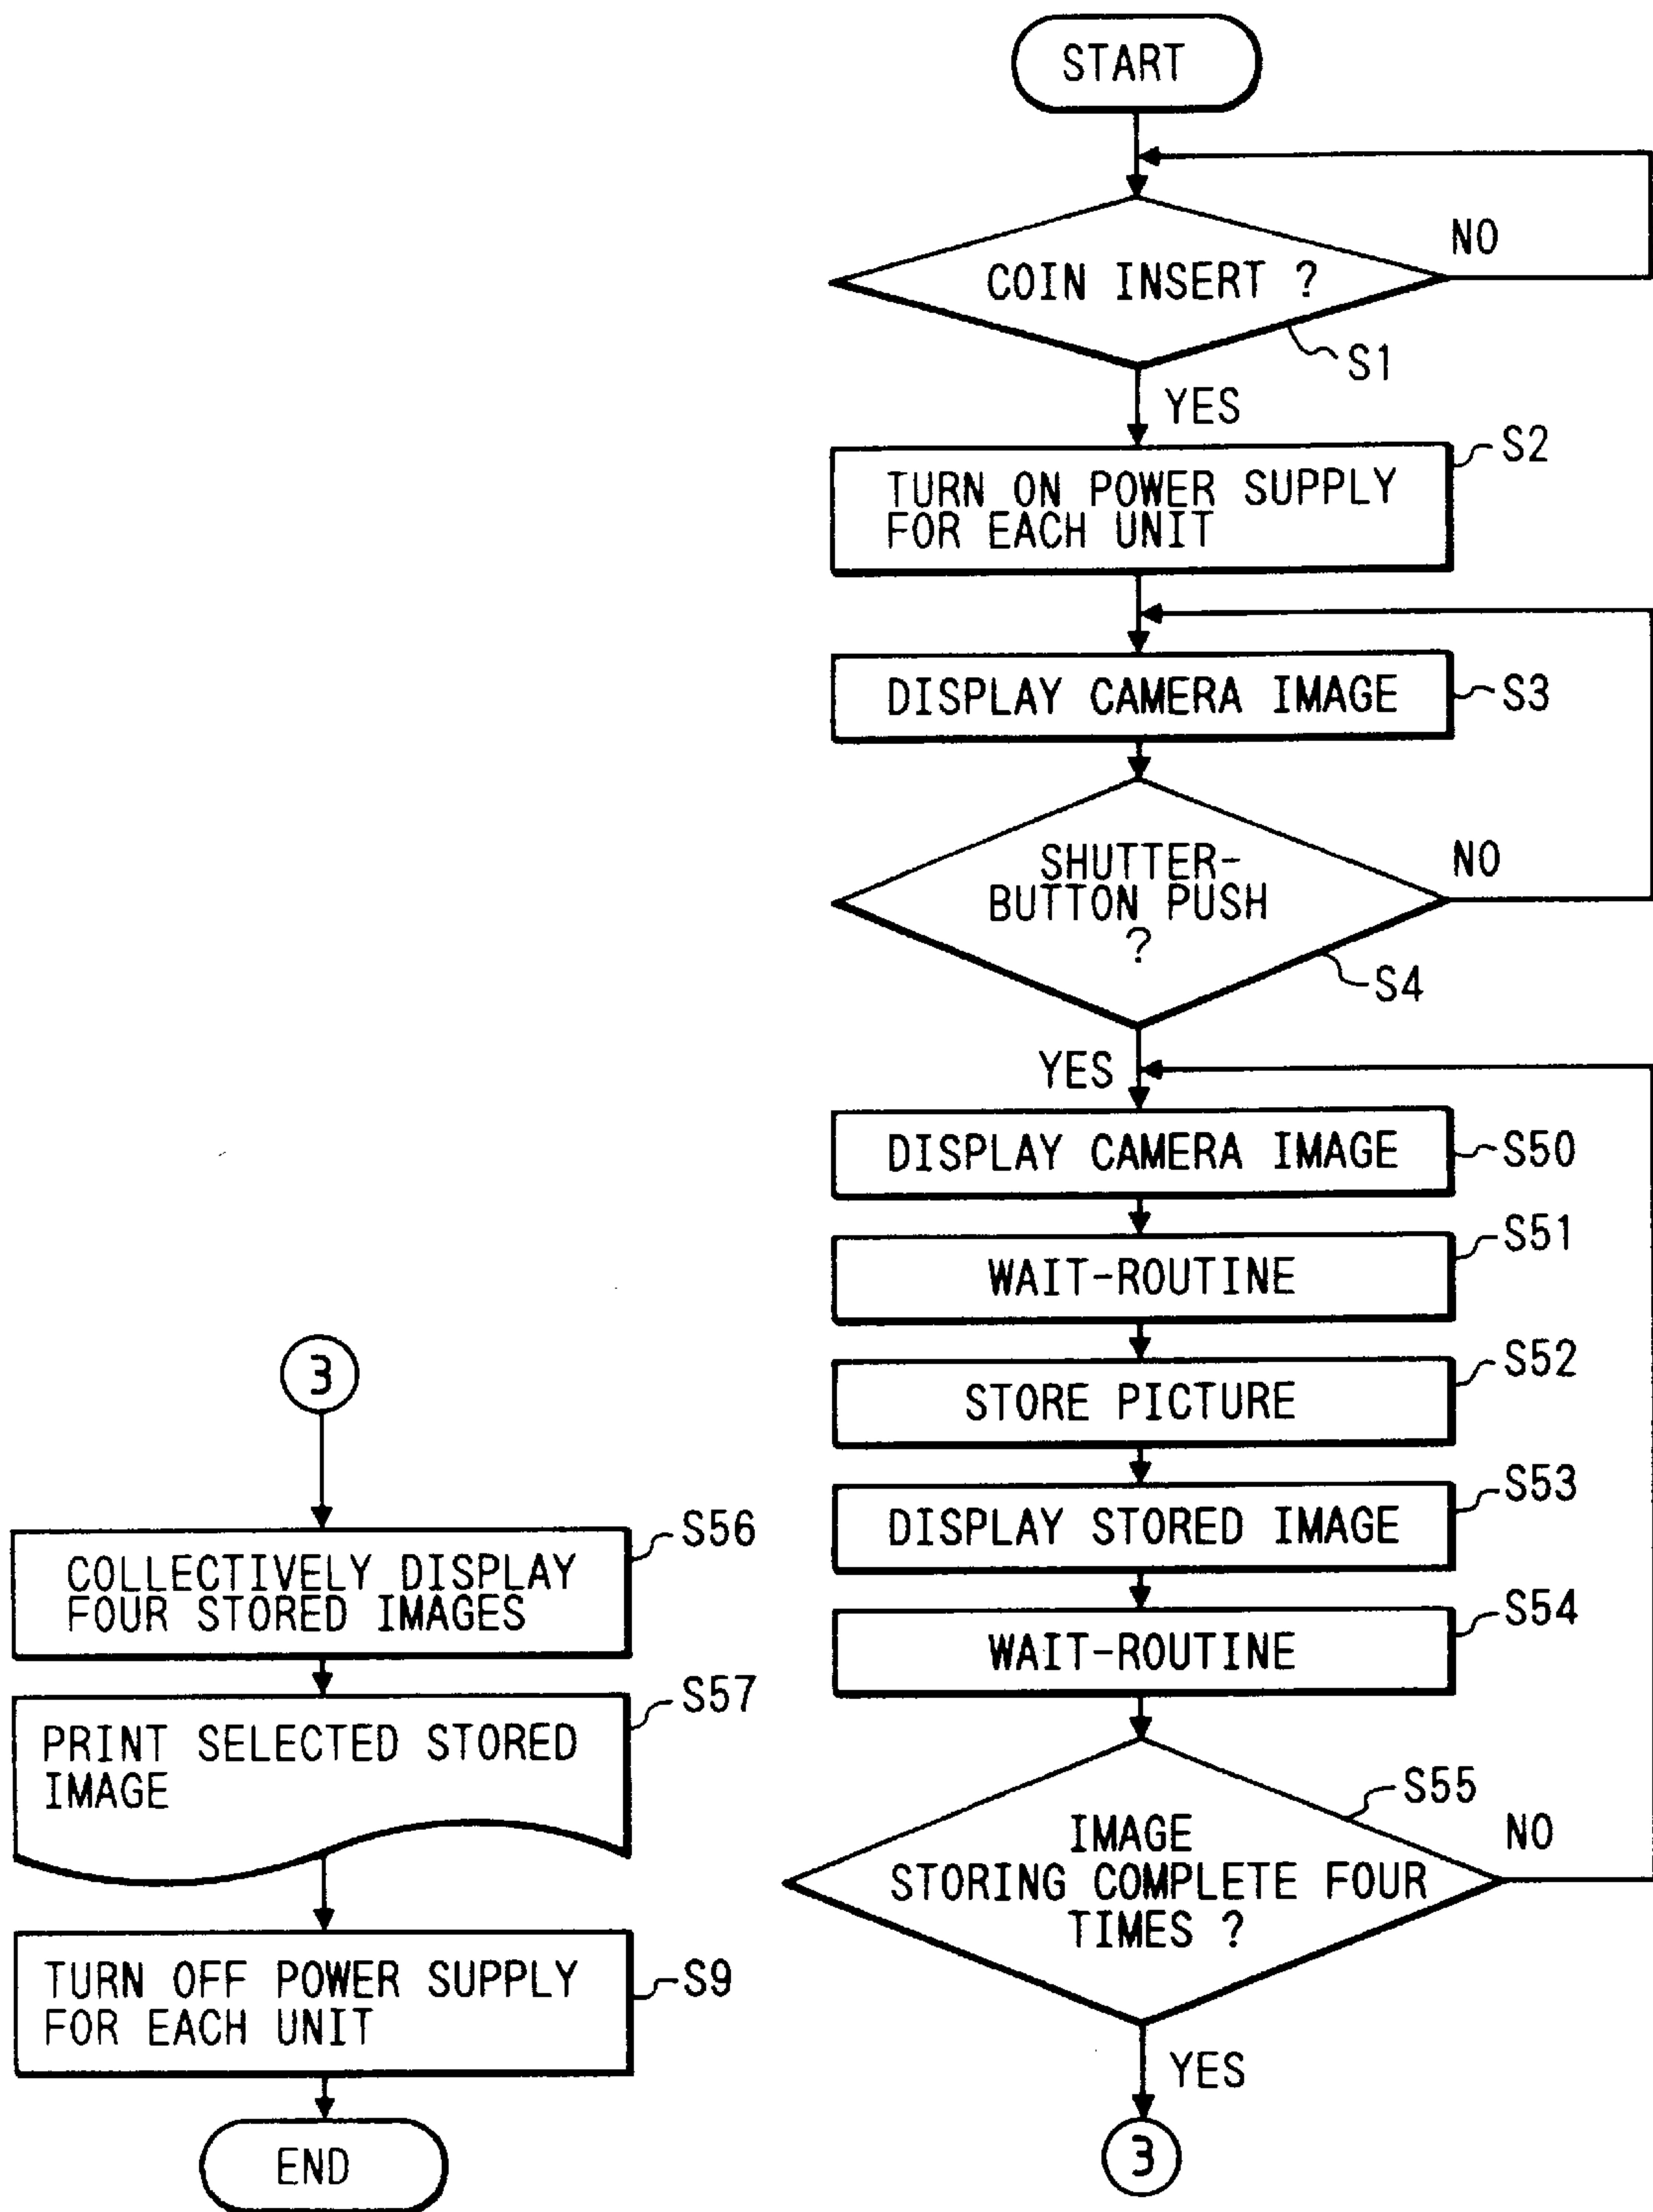 START
COIN INSERT ?
NO
S1
YES
S2
TURN ON POWER SUPPLY
FOR EACH UNIT
DISPLAY CAMERA IMAGE
S3
SHUTTER-
BUTTON PUSH
?
NO
S4
YES
DISPLAY CAMERA IMAGE
S50
S51
WAIT-ROUTINE
S52
STORE PICTURE
S53
DISPLAY STORED IMAGE
S54
WAIT-ROUTINE
S55
IMAGE
STORING COMPLETE FOUR
TIMES ?
NO
YES
3
3
S56
COLLECTIVELY DISPLAY
FOUR STORED IMAGES
S57
PRINT SELECTED STORED
IMAGE
TURN OFF POWER SUPPLY
FOR EACH UNIT
S9
END